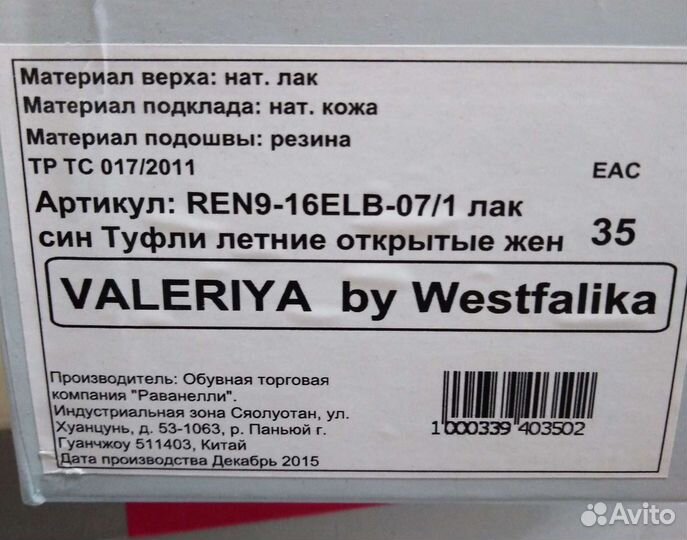 Материал верха: нат. лак
Материал подклада: нат. кожа
Материал подошвы: резина
ТР ТС 017/2011
EAC
Артикул: REN9-16ELB-07/1 лак
син Туфли летние открытые жен 35
VALERIYA by Westfalika
Производитель: Обувная торговая
компания "Раванелли".
Индустриальная зона Сяолуотан, ул.
Хуанцунь, д. 53-1063, р. Паньюй г.
Гуанчжоу 511403, Китай
Дата производства Декабрь 2015
1000339 403502
Avito